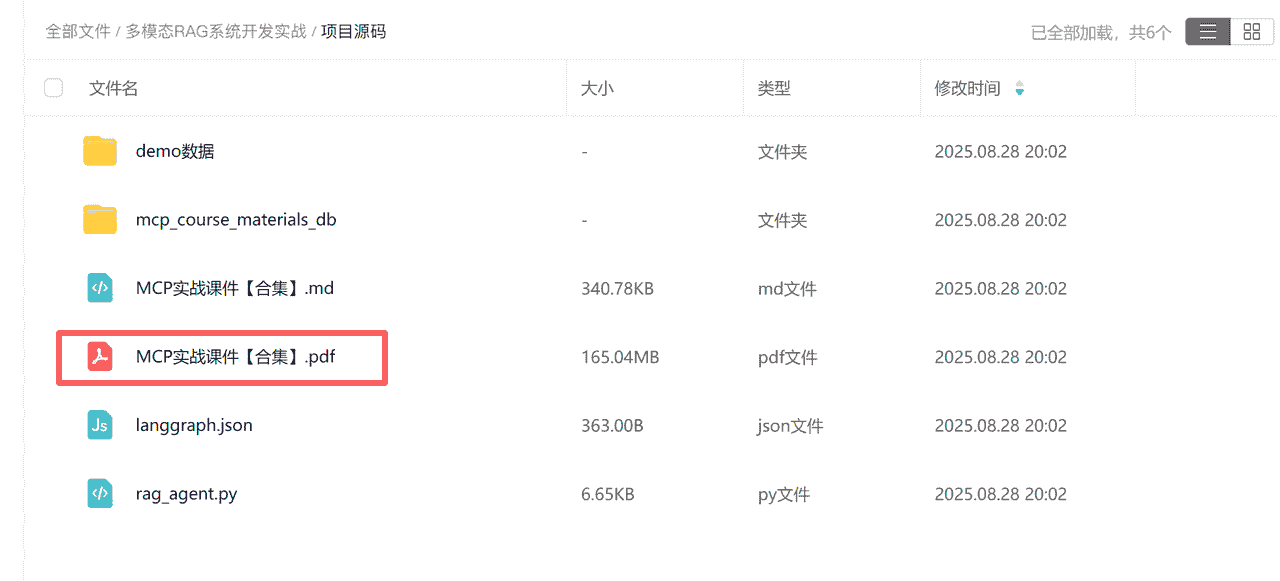 全部文件 / 多模态RAG系统开发实战 / 项目源码 已全部加载，共6个
文件名 大小 类型 修改时间
demo数据 - 文件夹 2025.08.28 20:02
mcp_course_materials_db - 文件夹 2025.08.28 20:02
MCP实战课件【合集】.md 340.78KB md文件 2025.08.28 20:02
MCP实战课件【合集】.pdf 165.04MB pdf文件 2025.08.28 20:02
Js langgraph.json 363.00B json文件 2025.08.28 20:02
</> rag_agent.py 6.65KB py文件 2025.08.28 20:02